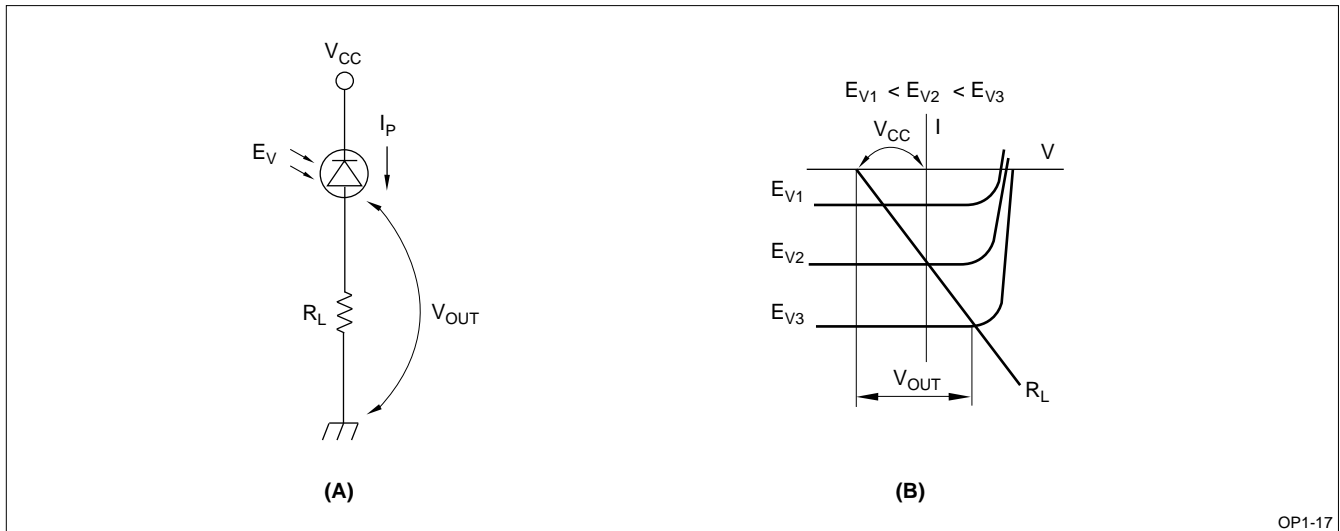 V_CC
I_P
E_V
R_L
V_OUT
(A)
E_V1 < E_V2 < E_V3
V_CC
I
V
E_V1
E_V2
E_V3
V_OUT
R_L
(B)
OP1-17